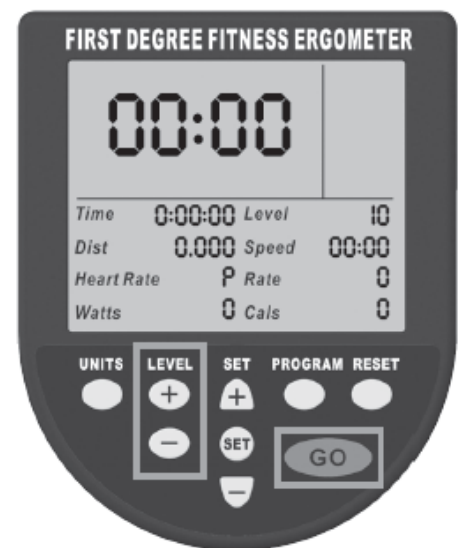 FIRST DEGREE FITNESS ERGOMETER
00:00
Time 0:00:00 Level 10
Dist 0.000 Speed 00:00
Heart Rate P Rate 0
Watts 0 Cals 0
UNITS LEVEL SET PROGRAM RESET
+ +
− SET GO
−